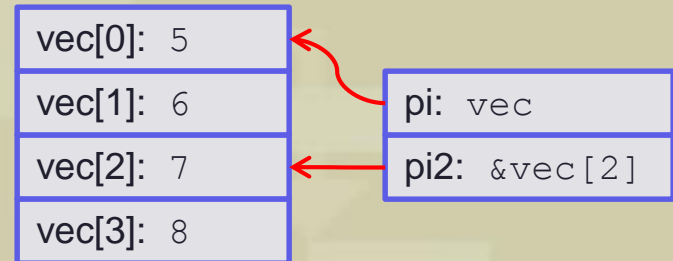 vec[0]: 5
vec[1]: 6
vec[2]: 7
vec[3]: 8
pi: vec
pi2: &vec[2]